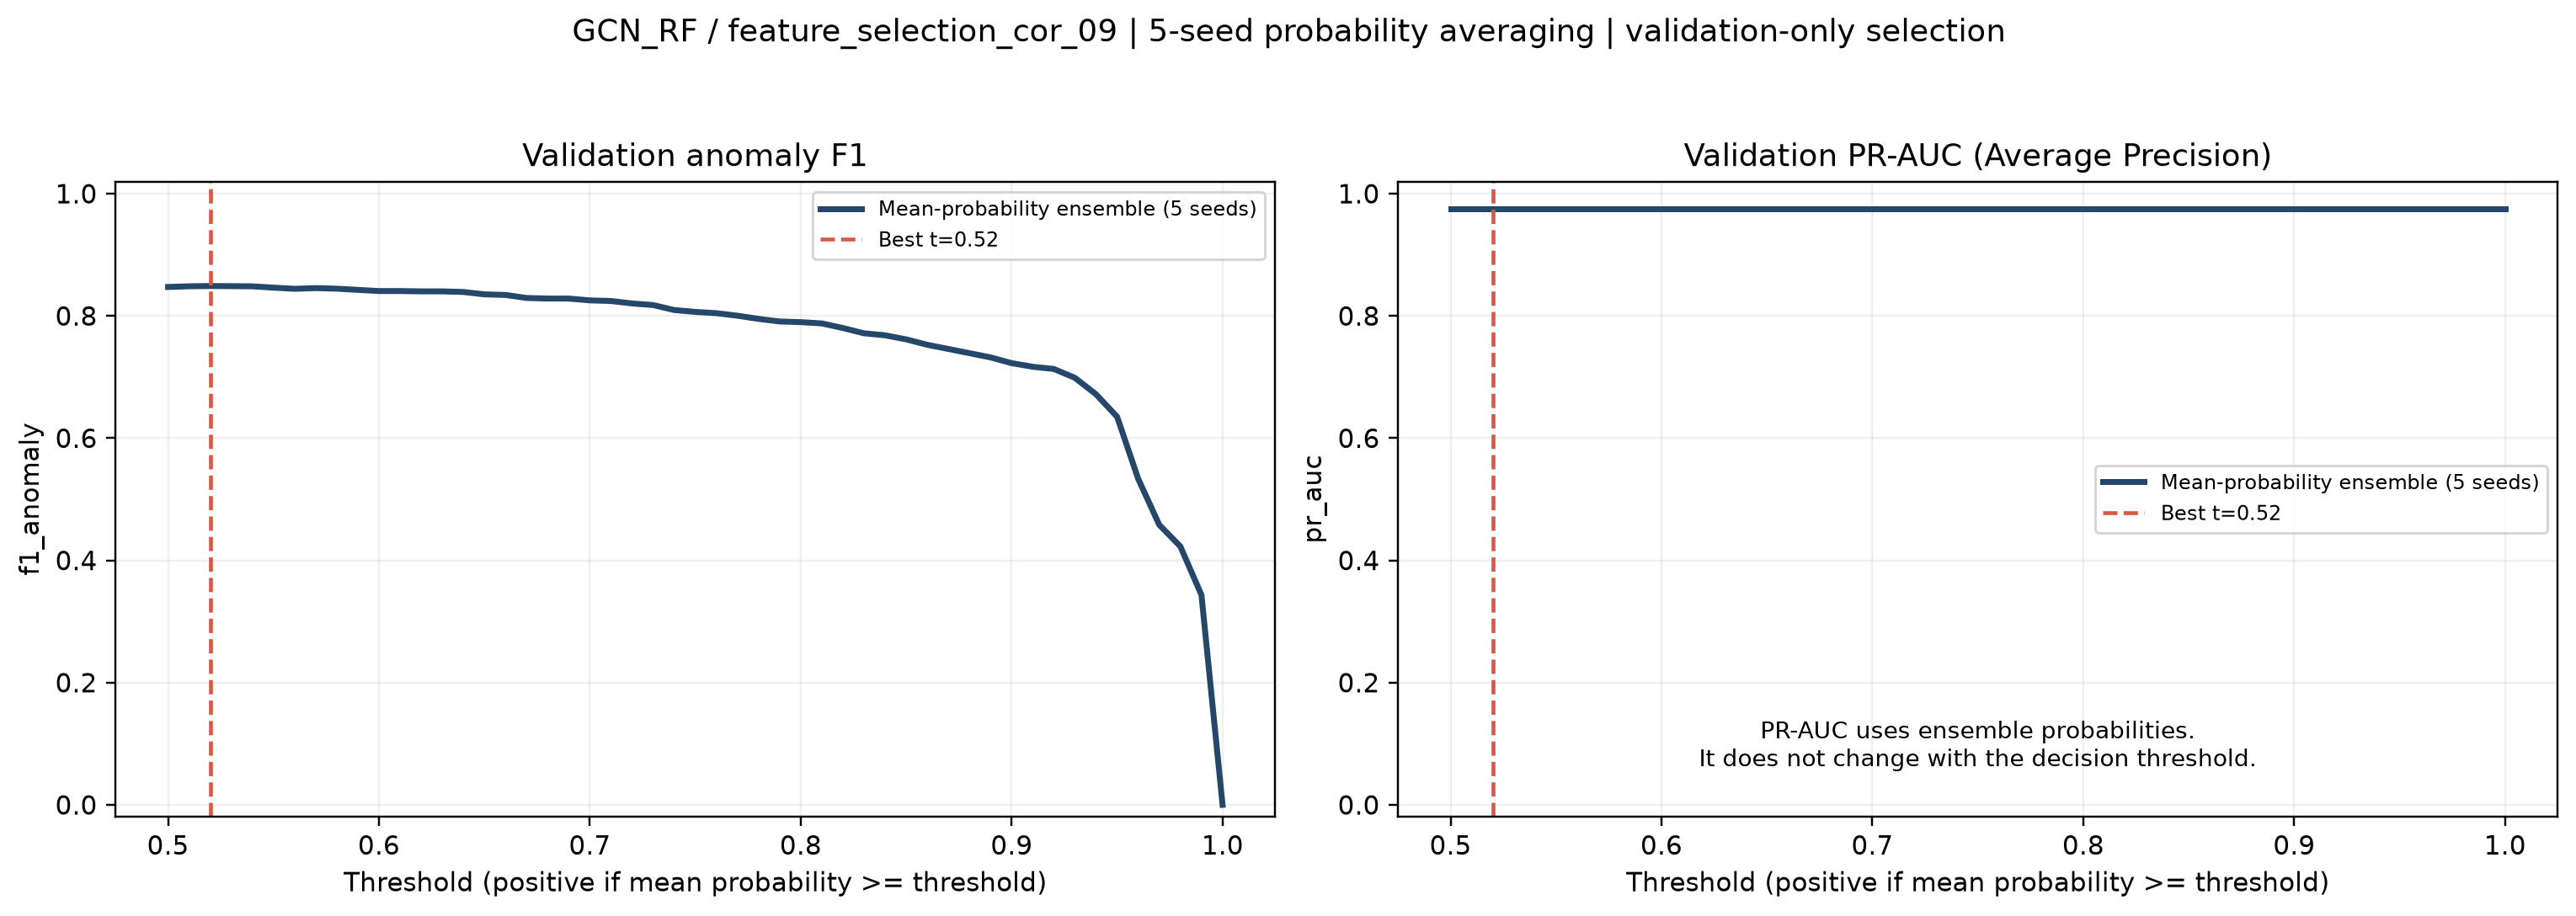 GCN_RF / feature_selection_cor_09 | 5-seed probability averaging | validation-only selection
Validation anomaly F1
f1_anomaly
1.0
0.8
0.6
0.4
0.2
0.0
Mean-probability ensemble (5 seeds)
Best t=0.52
0.5 0.6 0.7 0.8 0.9 1.0
Threshold (positive if mean probability >= threshold)
Validation PR-AUC (Average Precision)
pr_auc
1.0
0.8
0.6
0.4
0.2
0.0
Mean-probability ensemble (5 seeds)
Best t=0.52
PR-AUC uses ensemble probabilities.
It does not change with the decision threshold.
0.5 0.6 0.7 0.8 0.9 1.0
Threshold (positive if mean probability >= threshold)